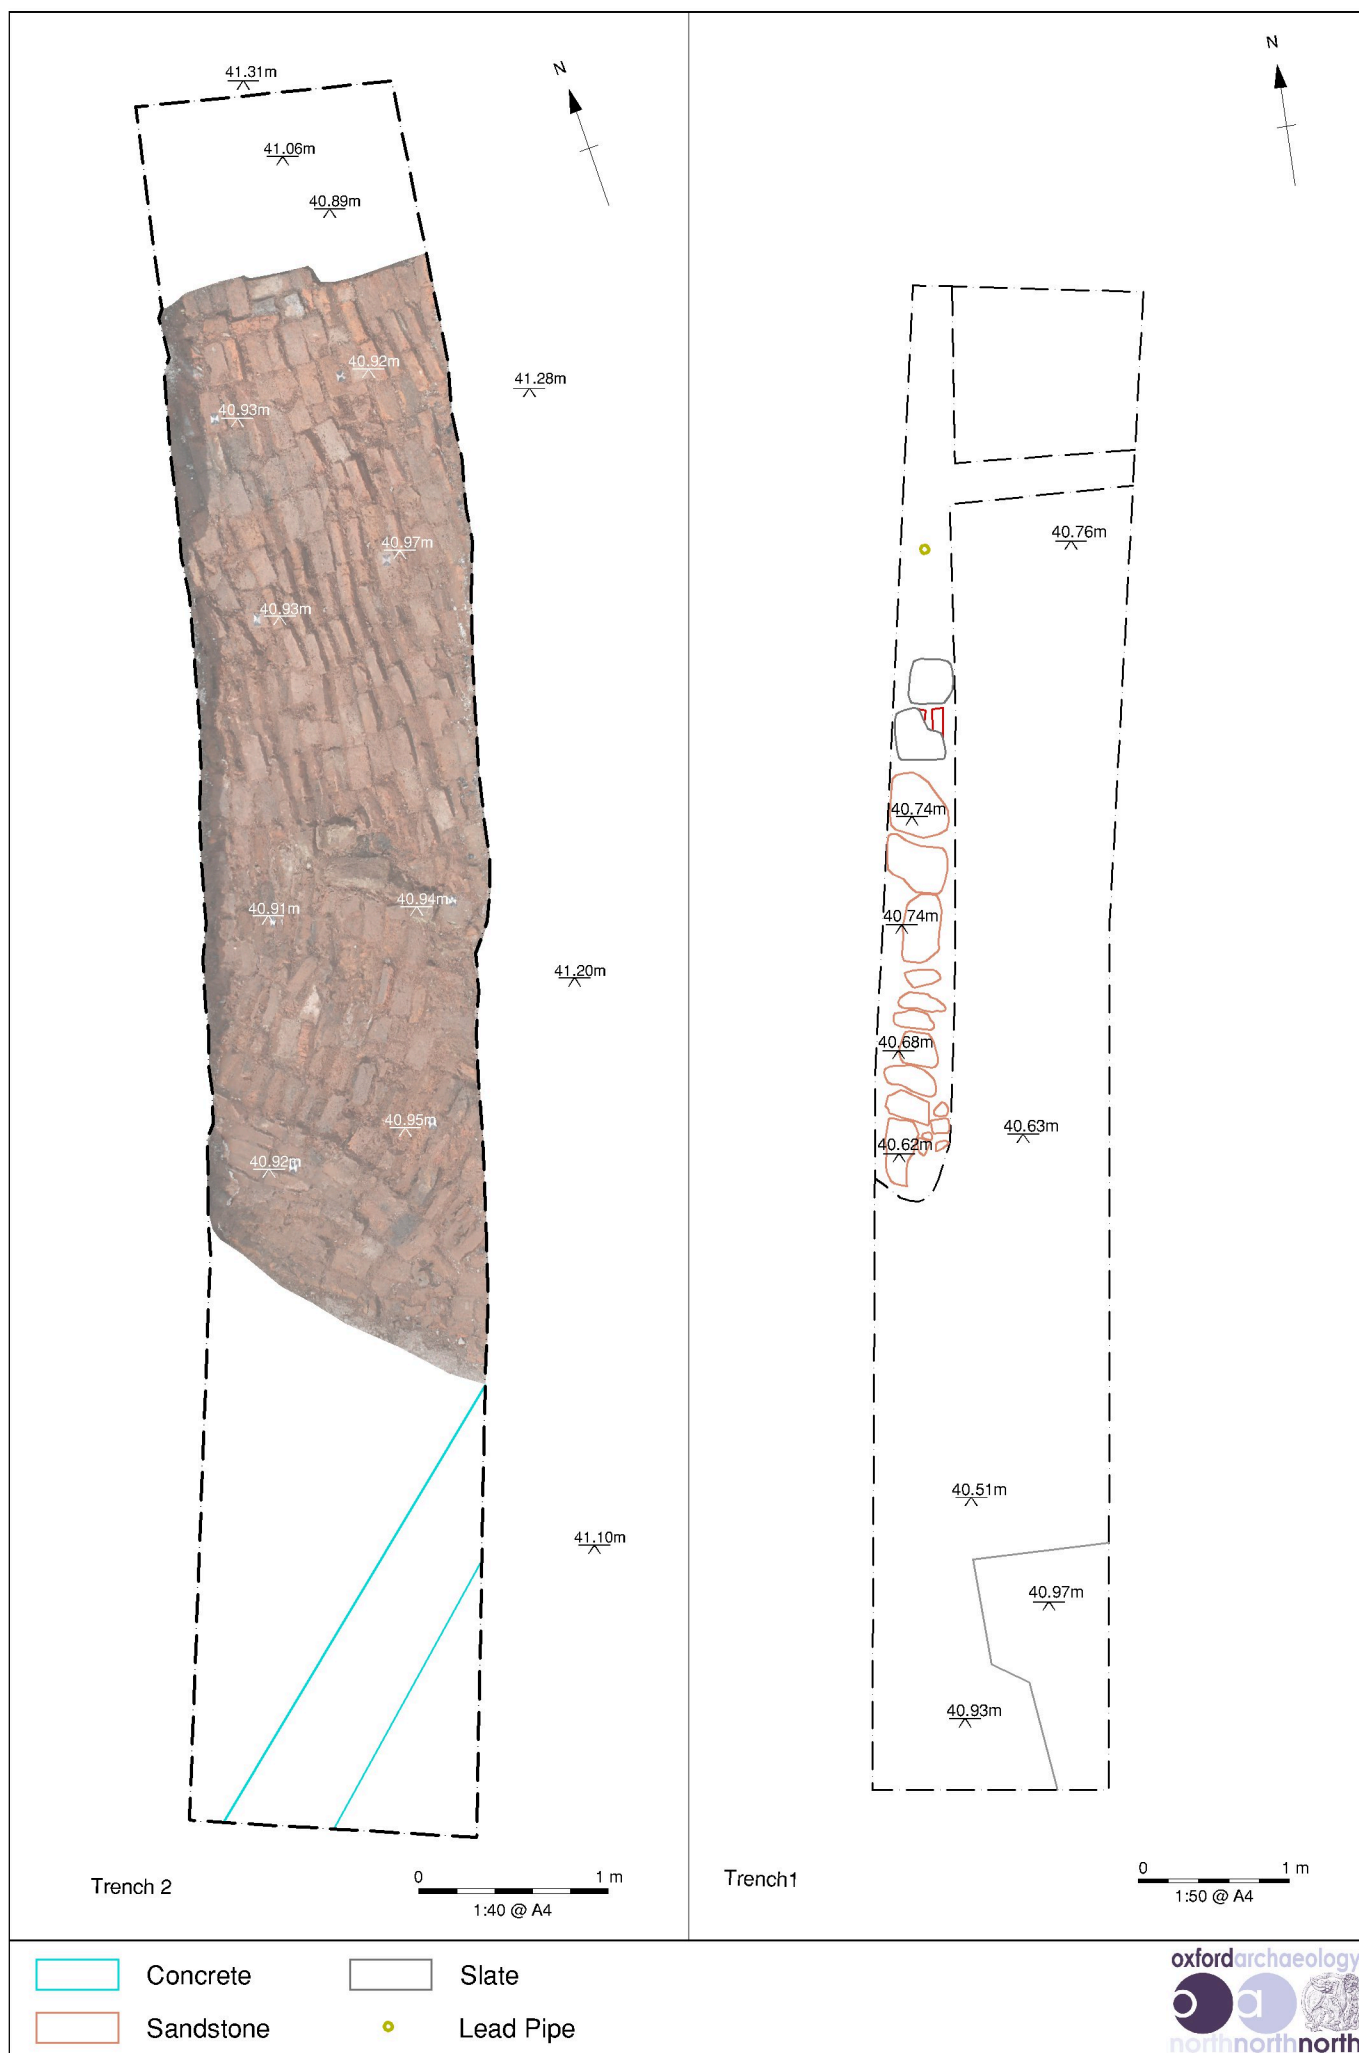 41.31m
N
41.06m
40.89m
40.92m
41.28m
40.93m
40.97m
40.93m
40.91m
40.94m
41.20m
40.95m
40.92m
41.10m
Trench 2
0 1 m
1:40 @ A4
N
40.76m
40.74m
40.74m
40.68m
40.62m
40.63m
40.51m
40.97m
40.93m
Trench1
0 1 m
1:50 @ A4
Concrete
Slate
Sandstone
Lead Pipe
oxfordarchaeology
oa
northnorthnorth